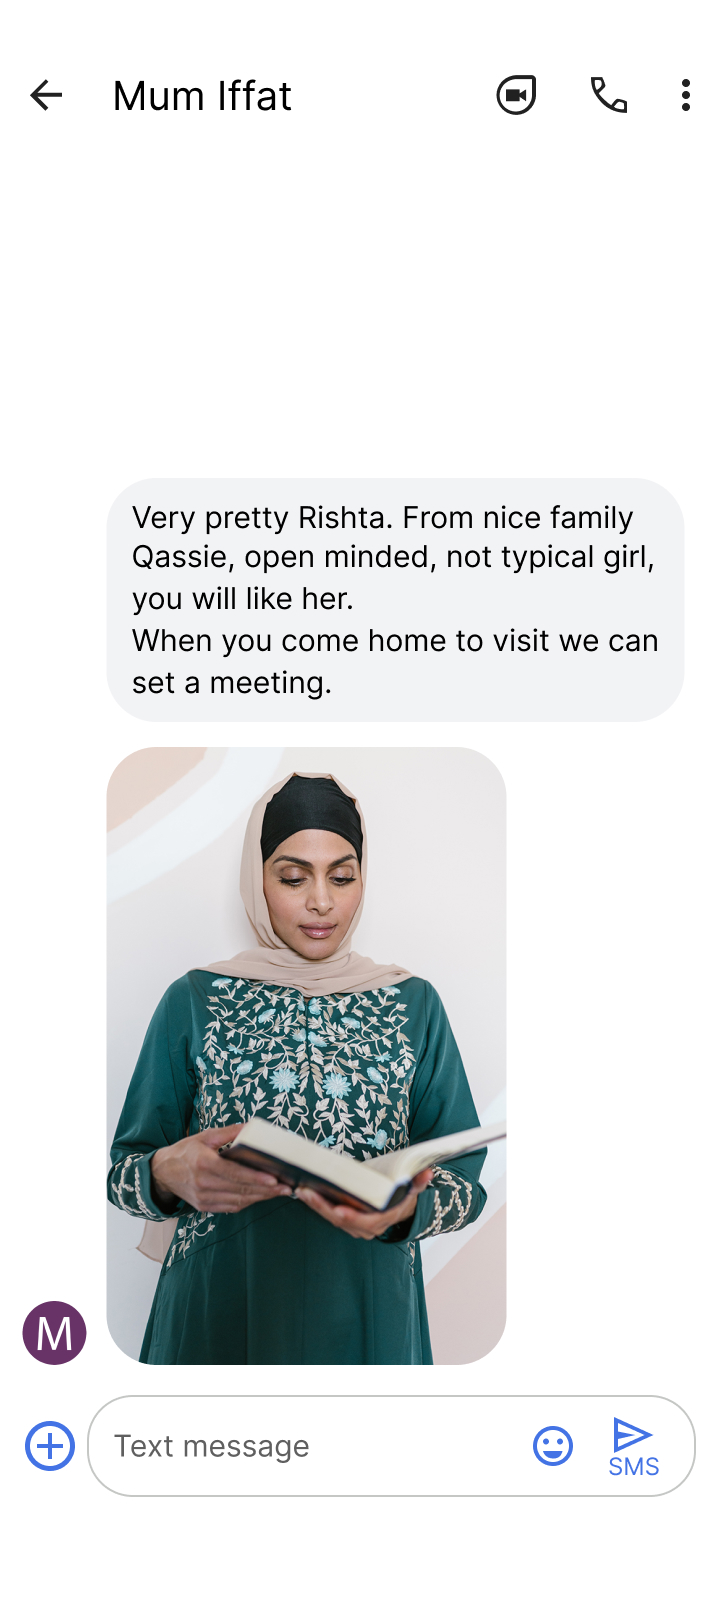 Mum Iffat
Very pretty Rishta. From nice family
Qassie, open minded, not typical girl,
you will like her.
When you come home to visit we can
set a meeting.
M
Text message
SMS